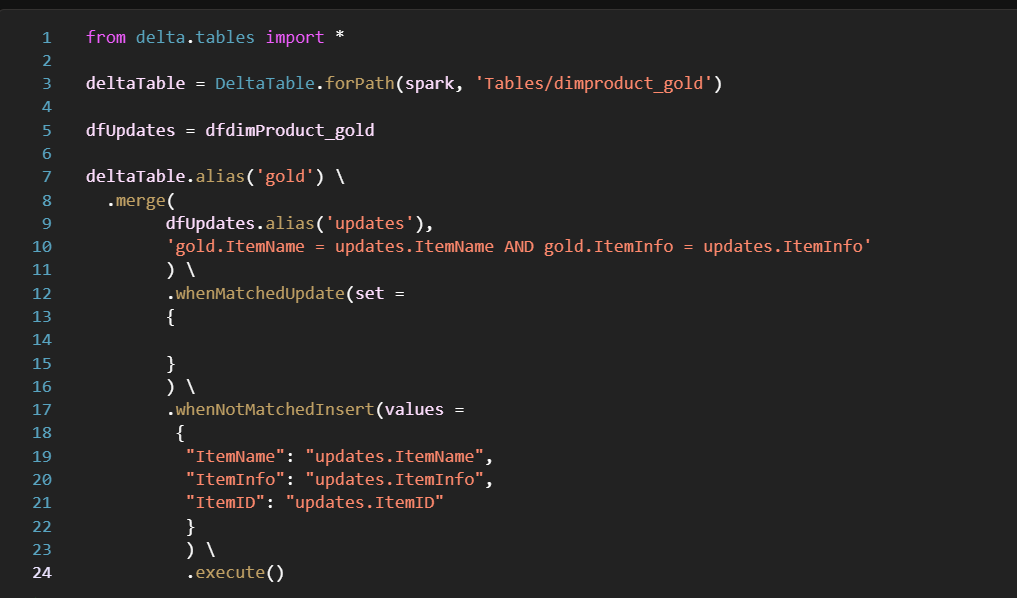 1 from delta.tables import *
2
3 deltaTable = DeltaTable.forPath(spark, 'Tables/dimproduct_gold')
4
5 dfUpdates = dfdimProduct_gold
6
7 deltaTable.alias('gold') \
8   .merge(
9         dfUpdates.alias('updates'),
10         'gold.ItemName = updates.ItemName AND gold.ItemInfo = updates.ItemInfo'
11         ) \
12         .whenMatchedUpdate(set =
13         {
14
15         }
16         ) \
17         .whenNotMatchedInsert(values =
18          {
19           "ItemName": "updates.ItemName",
20           "ItemInfo": "updates.ItemInfo",
21           "ItemID": "updates.ItemID"
22           }
23           ) \
24           .execute()